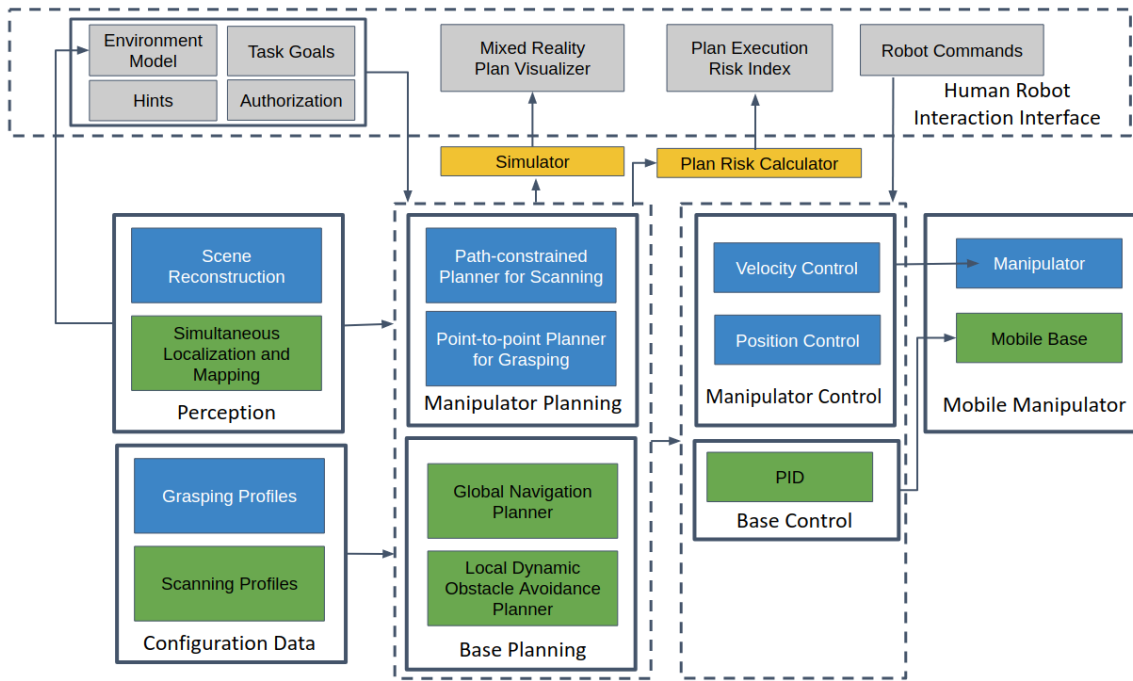 Environment
Model
Task Goals
Hints
Authorization
Mixed Reality
Plan Visualizer
Plan Execution
Risk Index
Robot Commands
Human Robot
Interaction Interface
Simulator
Plan Risk Calculator
Scene
Reconstruction
Simultaneous
Localization and
Mapping
Perception
Path-constrained
Planner for Scanning
Point-to-point Planner
for Grasping
Manipulator Planning
Velocity Control
Position Control
Manipulator Control
Manipulator
Mobile Base
Mobile Manipulator
Grasping Profiles
Scanning Profiles
Configuration Data
Global Navigation
Planner
Local Dynamic
Obstacle Avoidance
Planner
Base Planning
PID
Base Control